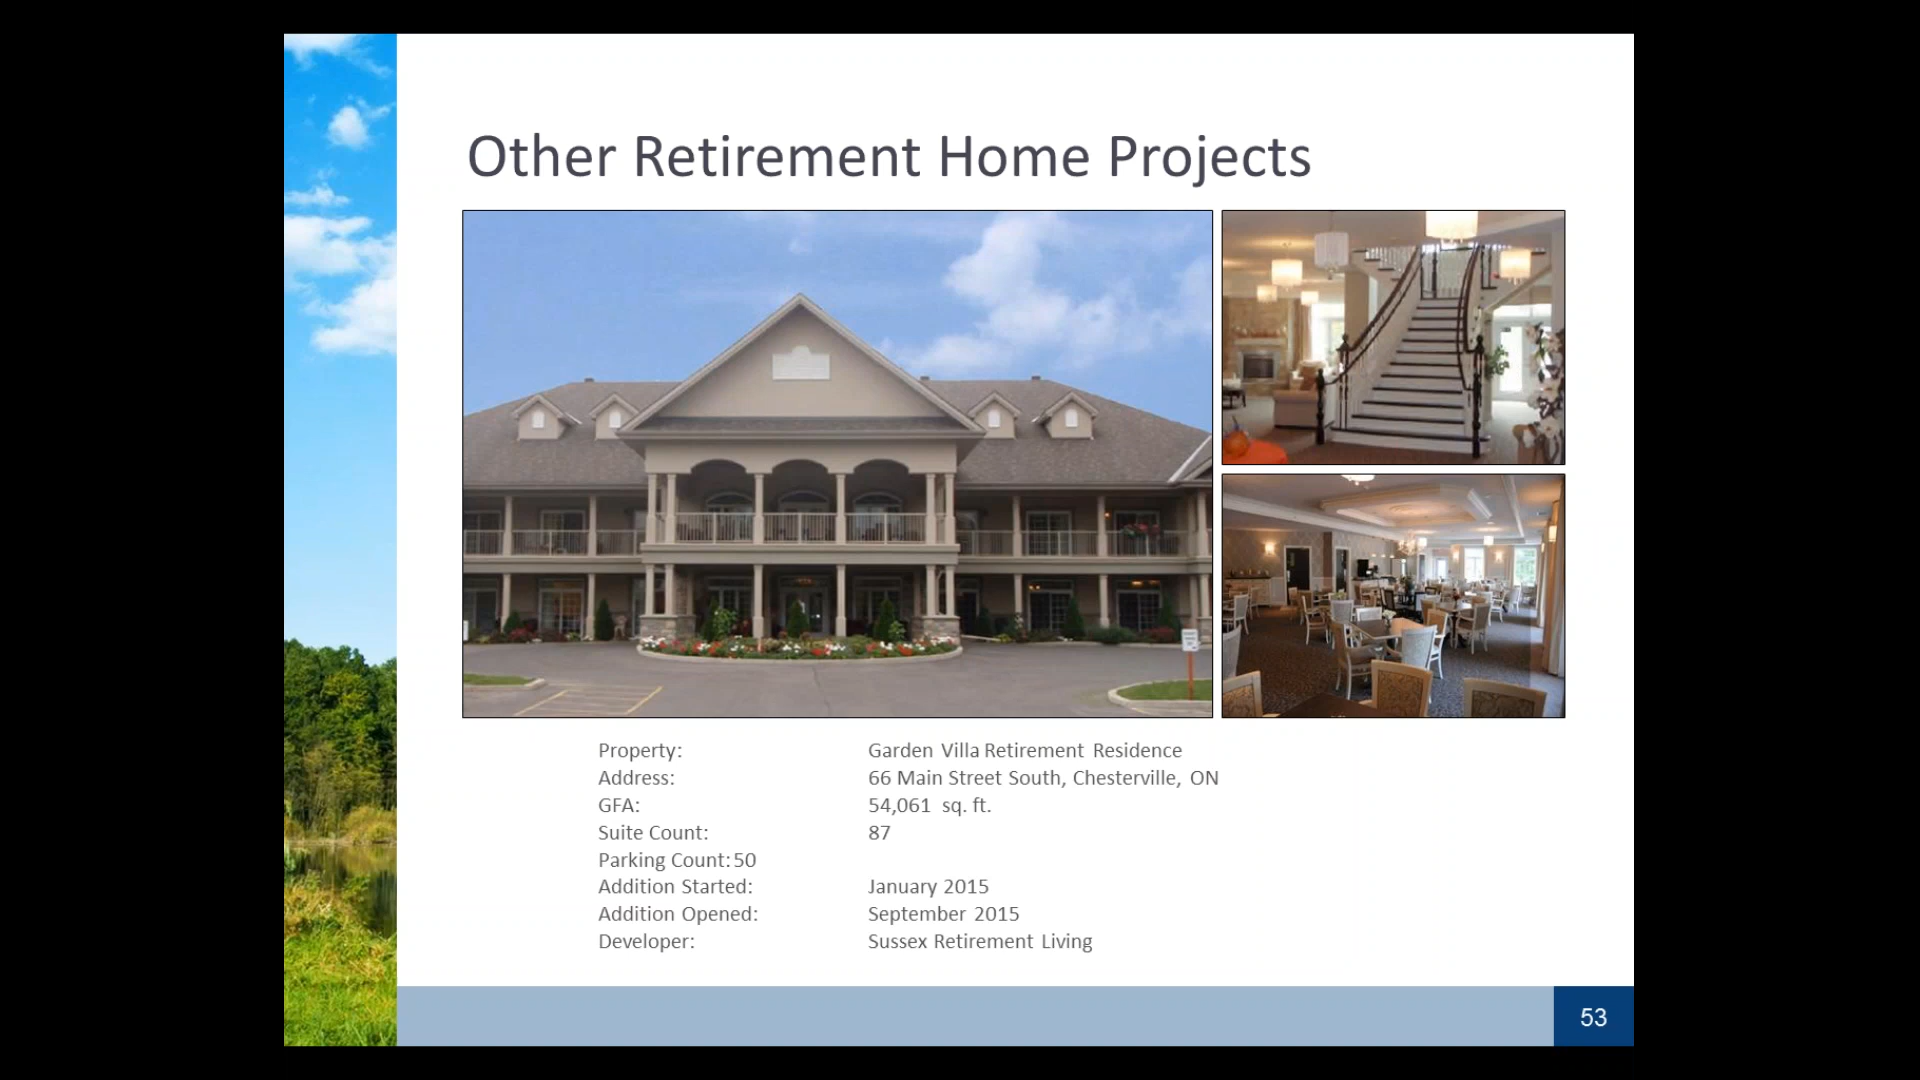 Other Retirement Home Projects
Property: Garden Villa Retirement Residence
Address: 66 Main Street South, Chesterville, ON
GFA: 54,061 sq. ft.
Suite Count: 87
Parking Count: 50
Addition Started: January 2015
Addition Opened: September 2015
Developer: Sussex Retirement Living
53